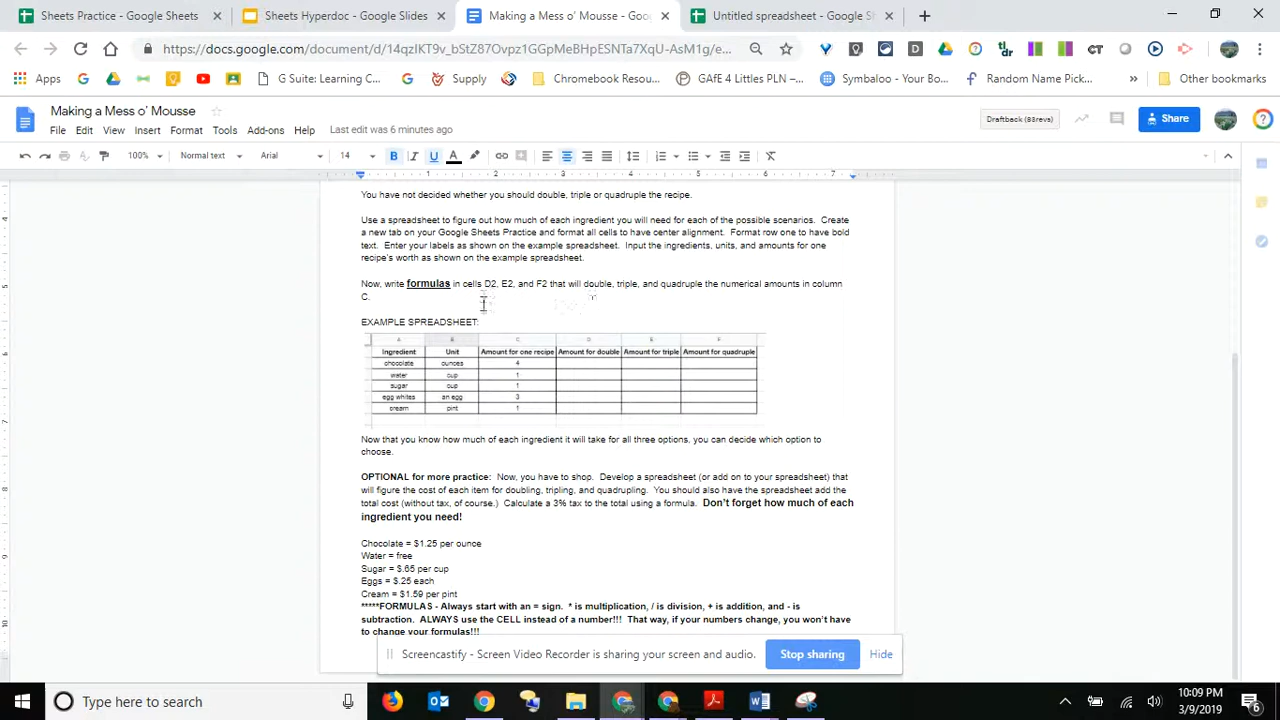 Sheets Practice - Google Sheets
Sheets Hyperdoc - Google Slides
Making a Mess o' Mousse - Goo
Untitled spreadsheet - Google Sh
https://docs.google.com/document/d/14qzIKT9v_bStZ87Ovpz1GGpMeBHpESNTa7XqU-AsM1g/e...
Apps
G Suite: Learning C...
Supply
Chromebook Resou...
GAfE 4 Littles PLN –...
Symbaloo - Your Bo...
Random Name Pick...
»
Other bookmarks
Making a Mess o' Mousse
File Edit View Insert Format Tools Add-ons Help Last edit was 6 minutes ago
Draftback (83revs)
Share
100% Normal text Arial 14 B I U A
1 2 3 4 5 6 7
You have not decided whether you should double, triple or quadruple the recipe.
Use a spreadsheet to figure out how much of each ingredient you will need for each of the possible scenarios. Create
a new tab on your Google Sheets Practice and format all cells to have center alignment. Format row one to have bold
text. Enter your labels as shown on the example spreadsheet. Input the ingredients, units, and amounts for one
recipe's worth as shown on the example spreadsheet.
Now, write formulas in cells D2, E2, and F2 that will double, triple, and quadruple the numerical amounts in column
C.
EXAMPLE SPREADSHEET:
A B C D E F
Ingredient Unit Amount for one recipe Amount for double Amount for triple Amount for quadruple
chocolate ounces 4
water cup 1
sugar cup 1
egg whites an egg 3
cream pint 1
Now that you know how much of each ingredient it will take for all three options, you can decide which option to
choose.
OPTIONAL for more practice: Now, you have to shop. Develop a spreadsheet (or add on to your spreadsheet) that
will figure the cost of each item for doubling, tripling, and quadrupling. You should also have the spreadsheet add the
total cost (without tax, of course.) Calculate a 3% tax to the total using a formula. Don't forget how much of each
ingredient you need!
Chocolate = $1.25 per ounce
Water = free
Sugar = $.65 per cup
Eggs = $.25 each
Cream = $1.59 per pint
*****FORMULAS - Always start with an = sign. * is multiplication, / is division, + is addition, and - is
subtraction. ALWAYS use the CELL instead of a number!!! That way, if your numbers change, you won't have
to change your formulas!!!
Screencastify - Screen Video Recorder is sharing your screen and audio.
Stop sharing
Hide
Type here to search
10:09 PM
3/9/2019
6